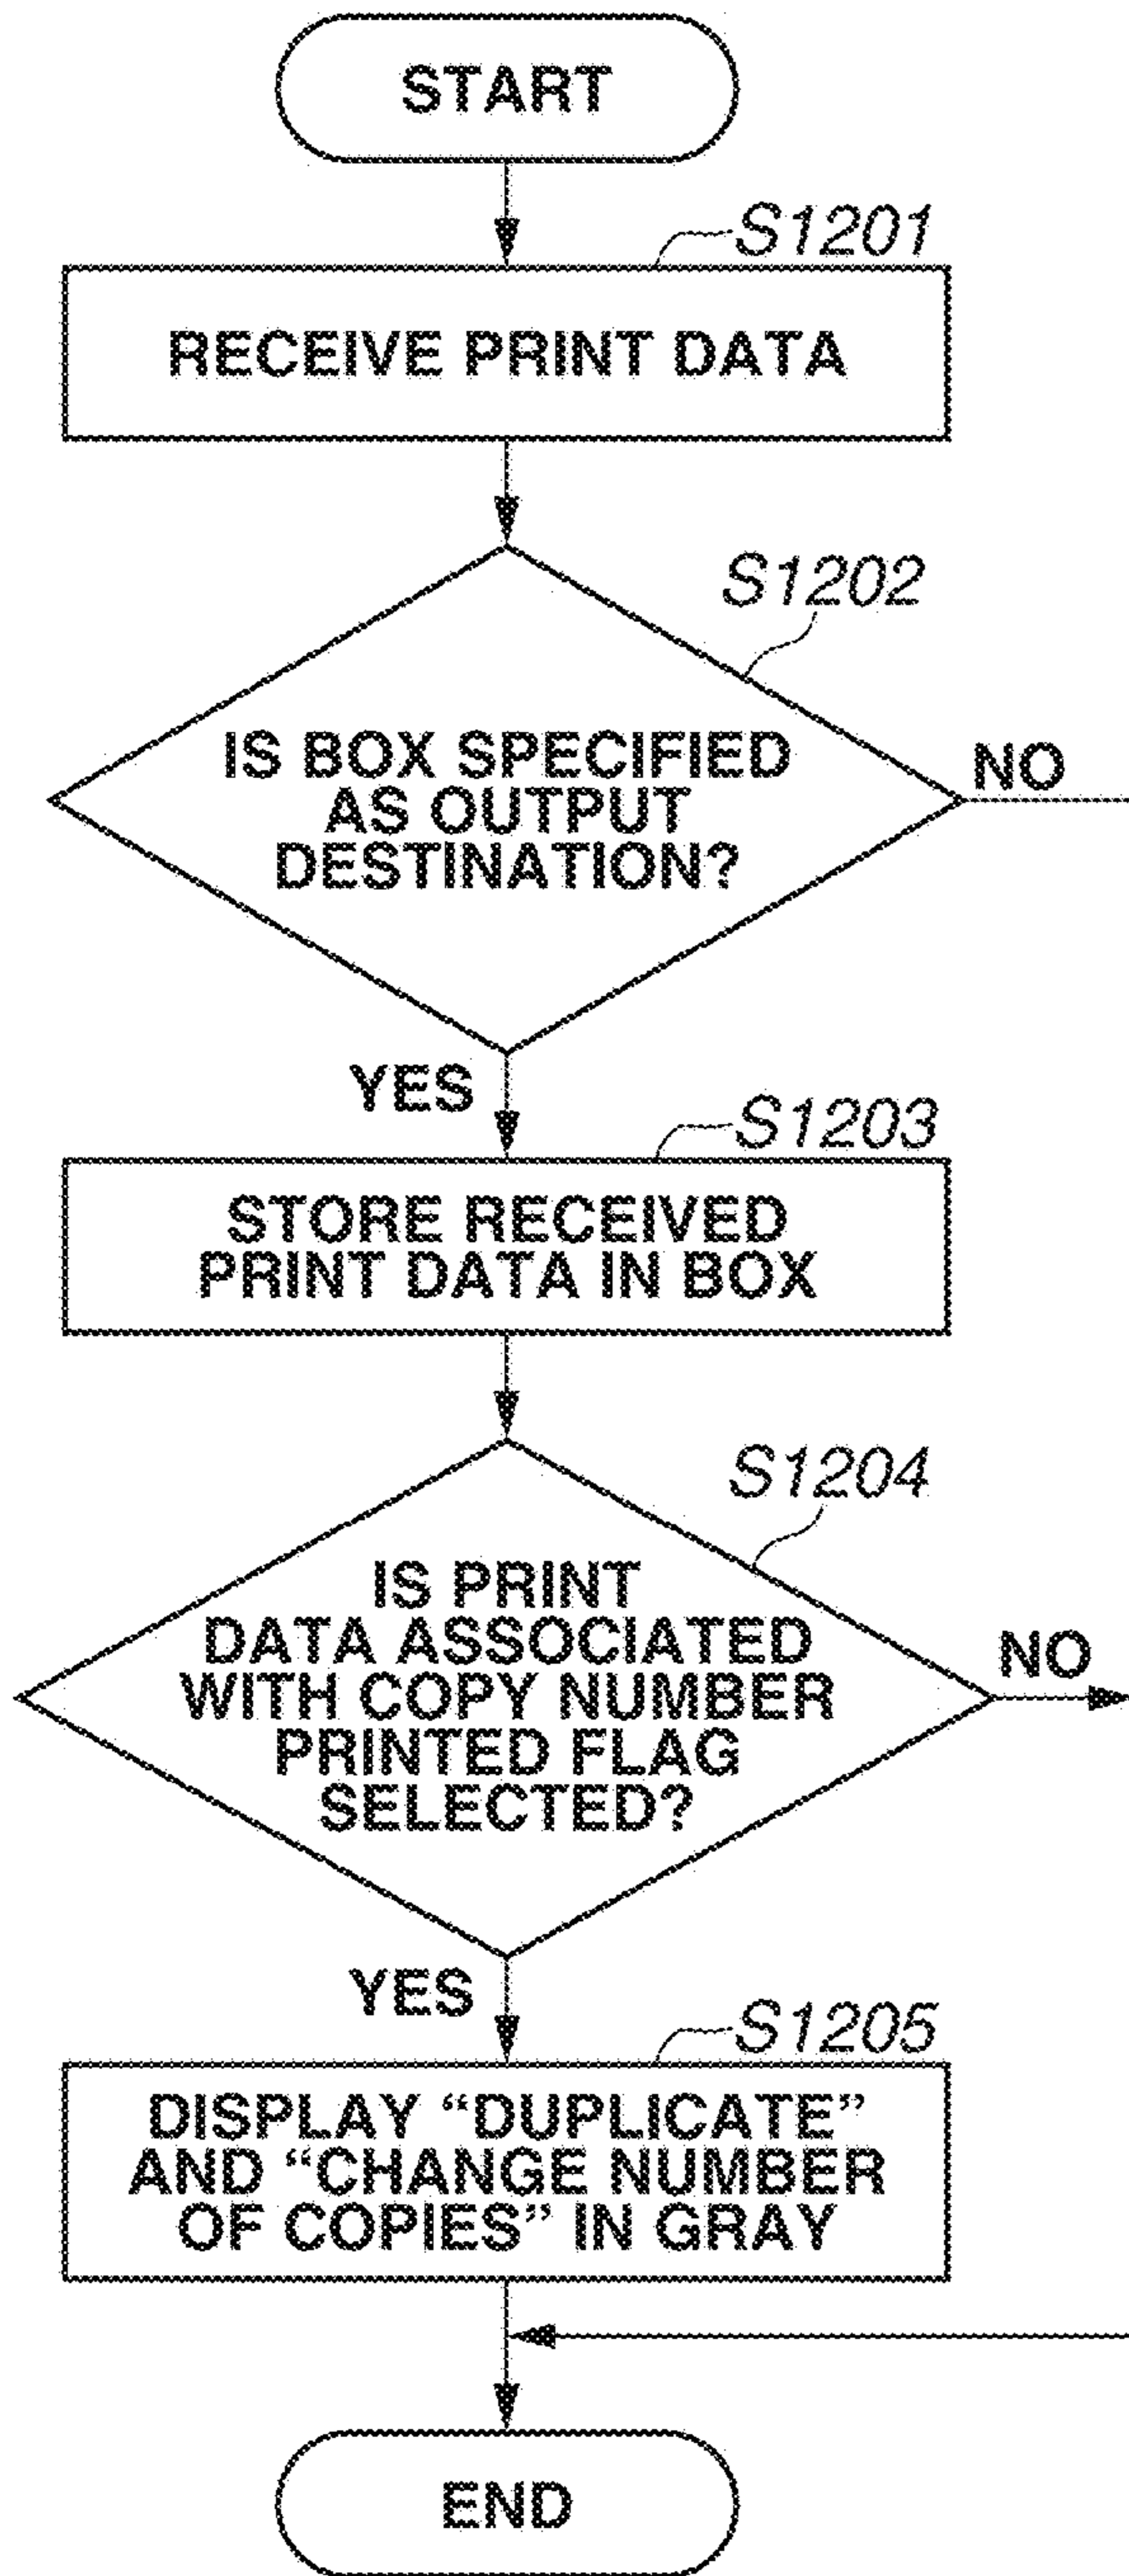 START
S1201
RECEIVE PRINT DATA
S1202
IS BOX SPECIFIED
AS OUTPUT
DESTINATION?
NO
YES
S1203
STORE RECEIVED
PRINT DATA IN BOX
S1204
IS PRINT
DATA ASSOCIATED
WITH COPY NUMBER
PRINTED FLAG
SELECTED?
NO
YES
S1205
DISPLAY “DUPLICATE”
AND “CHANGE NUMBER
OF COPIES” IN GRAY
END